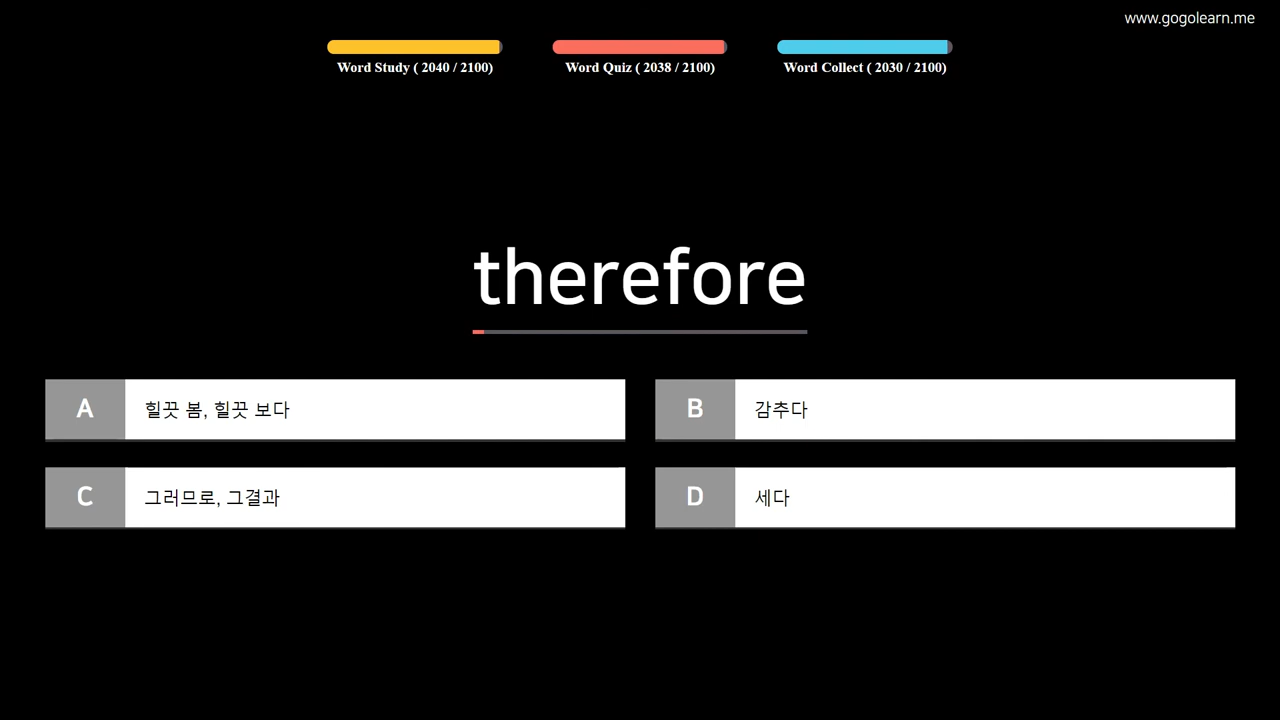 www.gogolearn.me
Word Study ( 2040 / 2100)
Word Quiz ( 2038 / 2100)
Word Collect ( 2030 / 2100)
therefore
A
힐끗 봄, 힐끗 보다
B
감추다
C
그러므로, 그결과
D
세다